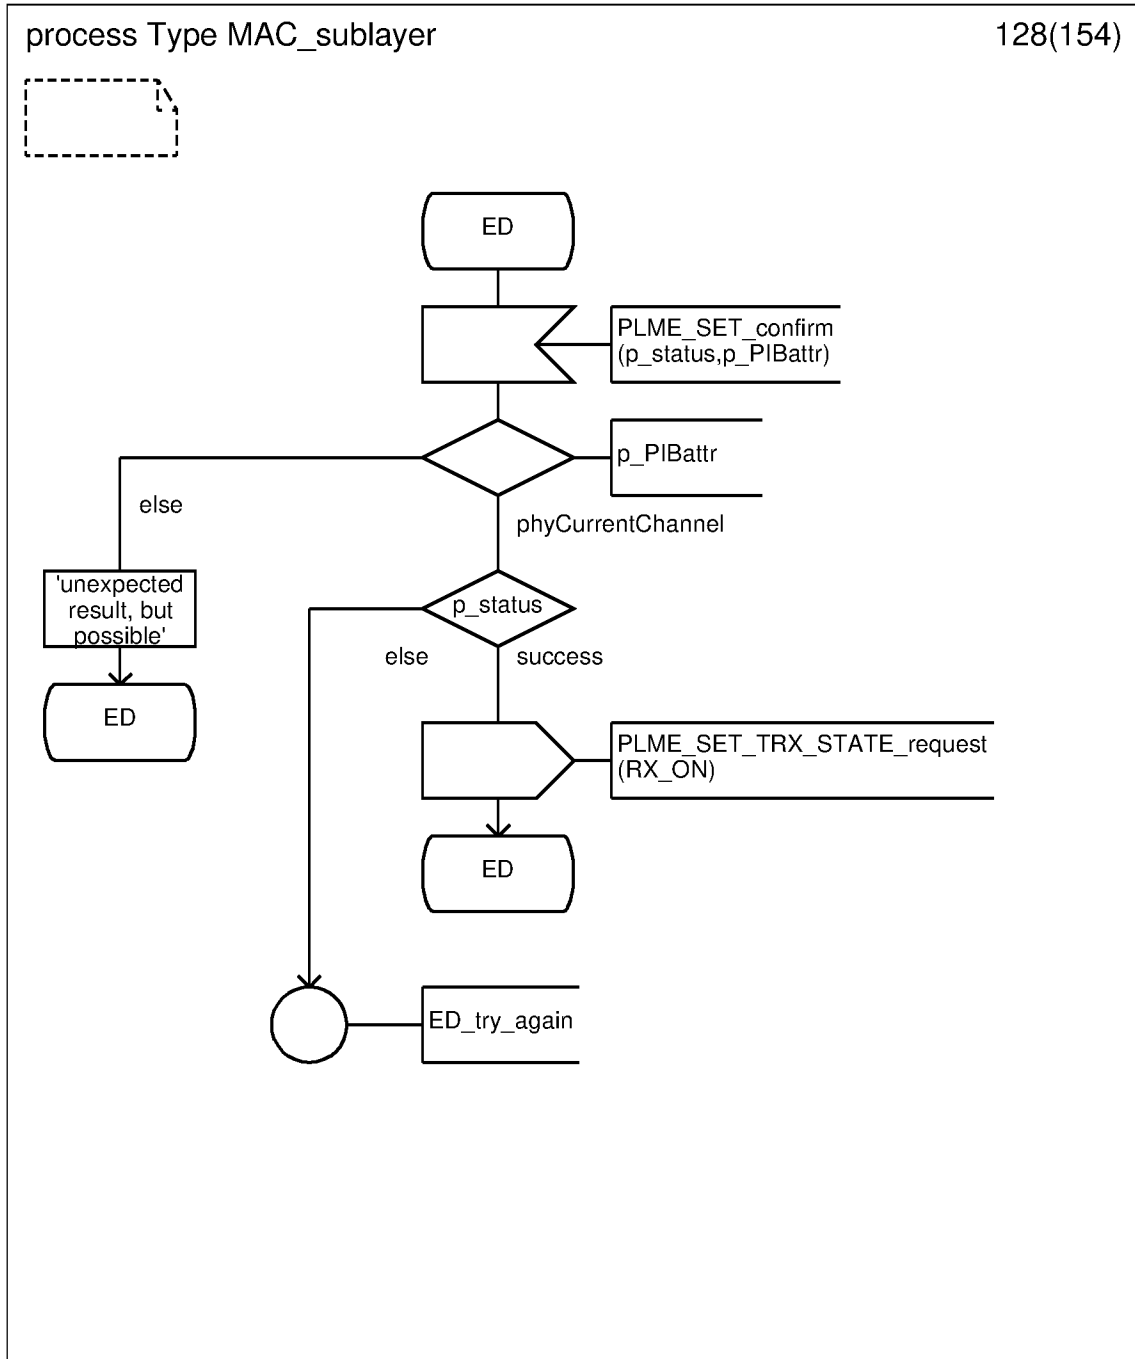 process Type MAC_sublayer
128(154)
ED
PLME_SET_confirm
(p_status,p_PIBattr)
p_PIBattr
else
phyCurrentChannel
'unexpected
result, but
possible'
p_status
else
success
ED
PLME_SET_TRX_STATE_request
(RX_ON)
ED
ED_try_again